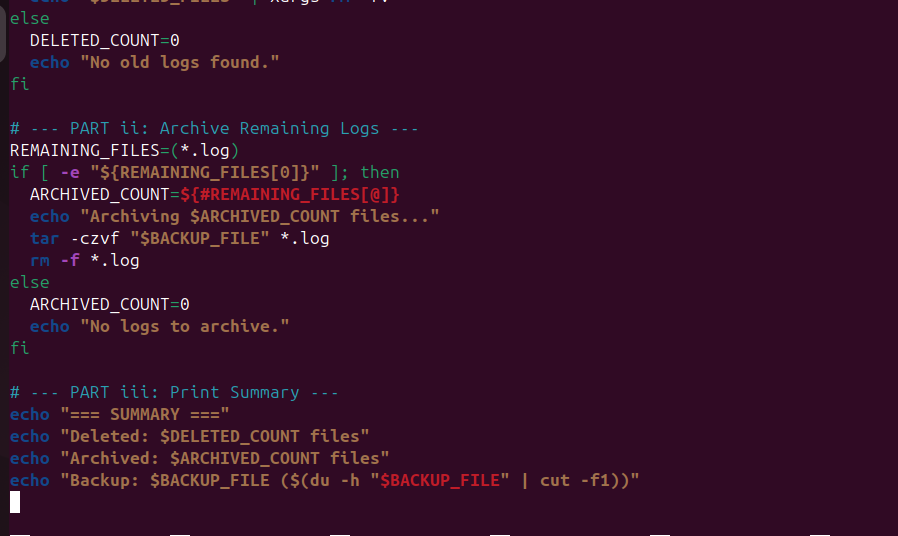 else
  DELETED_COUNT=0
  echo "No old logs found."
fi

# --- PART ii: Archive Remaining Logs ---
REMAINING_FILES=(*.log)
if [ -e "${REMAINING_FILES[0]}" ]; then
  ARCHIVED_COUNT=${#REMAINING_FILES[@]}
  echo "Archiving $ARCHIVED_COUNT files..."
  tar -czvf "$BACKUP_FILE" *.log
  rm -f *.log
else
  ARCHIVED_COUNT=0
  echo "No logs to archive."
fi

# --- PART iii: Print Summary ---
echo "=== SUMMARY ==="
echo "Deleted: $DELETED_COUNT files"
echo "Archived: $ARCHIVED_COUNT files"
echo "Backup: $BACKUP_FILE ($(du -h "$BACKUP_FILE" | cut -f1))"